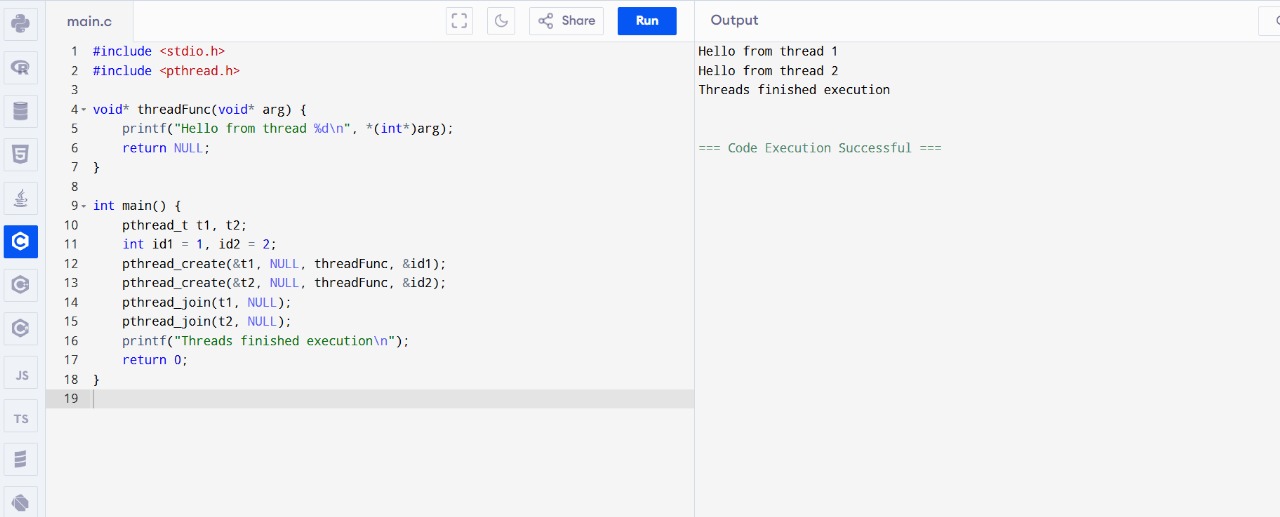 main.c
Share
Run
Output
1 #include <stdio.h>
2 #include <pthread.h>
3
4 void* threadFunc(void* arg) {
5     printf("Hello from thread %d\n", *(int*)arg);
6     return NULL;
7 }
8
9 int main() {
10     pthread_t t1, t2;
11     int id1 = 1, id2 = 2;
12     pthread_create(&t1, NULL, threadFunc, &id1);
13     pthread_create(&t2, NULL, threadFunc, &id2);
14     pthread_join(t1, NULL);
15     pthread_join(t2, NULL);
16     printf("Threads finished execution\n");
17     return 0;
18 }
19
Hello from thread 1
Hello from thread 2
Threads finished execution
=== Code Execution Successful ===
R
5
C
C
C
JS
TS